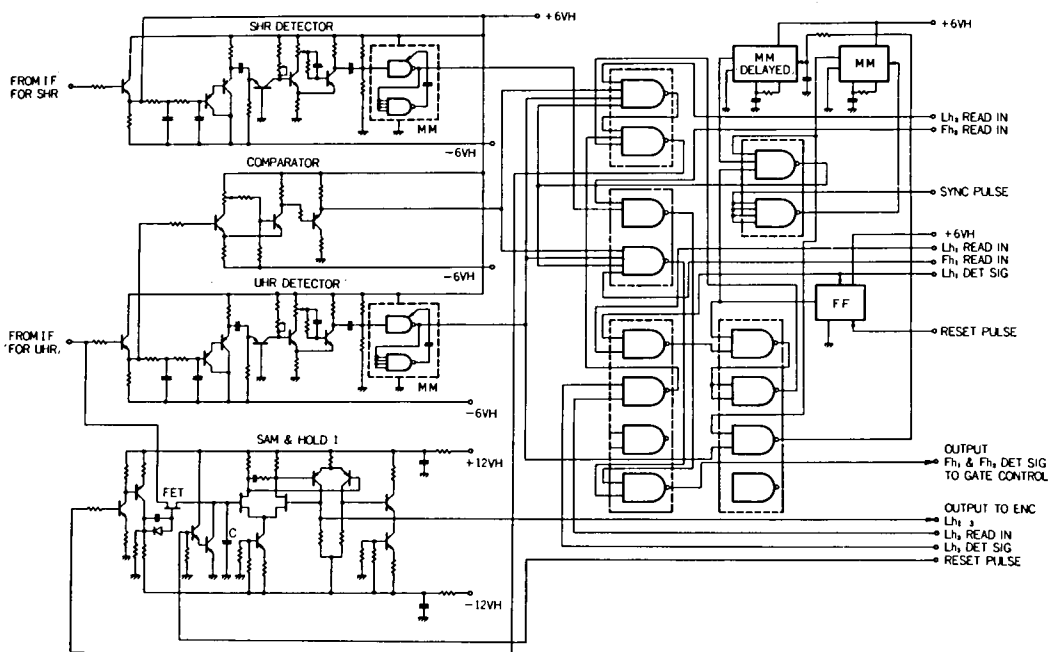 +6VH
SHR DETECTOR
FROM IF
FOR SHR
MM
-6VH
COMPARATOR
-6VH
UHR DETECTOR
FROM IF
FOR UHR
MM
-6VH
SAM & HOLD I
+12VH
FET
C
-12VH
+6VH
MM
DELAYED
MM
Lh₂ READ IN
Fh₂ READ IN
SYNC PULSE
+6VH
Lh₁ READ IN
Fh₁ READ IN
Lh₁ DET SIG
FF
RESET PULSE
OUTPUT
Fh₁ & Fh₂ DET SIG
TO GATE CONTROL
OUTPUT TO ENC
READ IN
DET SIG
RESET PULSE